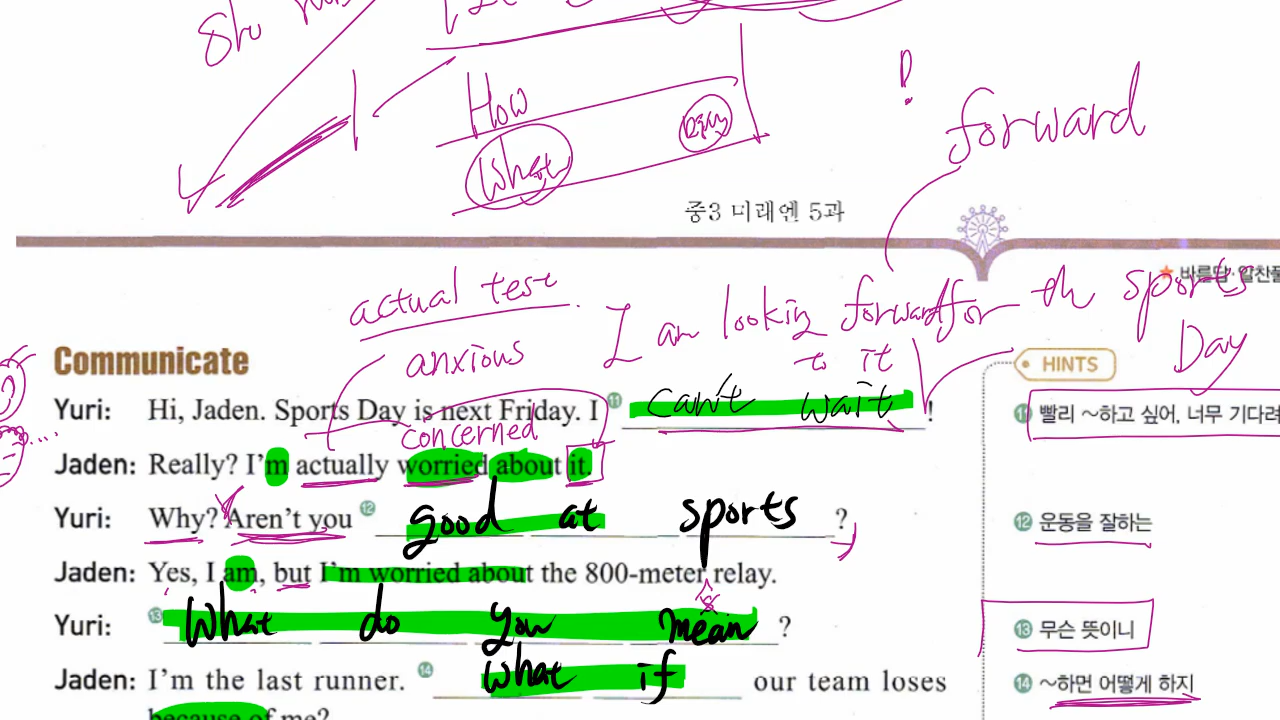 How
What
forward
중3 미래엔 5과
actual test
I am looking forward for the sports Day
to it
anxious
Communicate
HINTS
Yuri: Hi, Jaden. Sports Day is next Friday. I ⑪ can't wait!
⑪ 빨리 ~하고 싶어, 너무 기다려
concerned
Jaden: Really? I'm actually worried about it.
Yuri: Why? Aren't you ⑫ good at sports?
⑫ 운동을 잘하는
Jaden: Yes, I am, but I'm worried about the 800-meter relay.
Yuri: ⑬ What do you mean?
⑬ 무슨 뜻이니
Jaden: I'm the last runner. ⑭ what if our team loses
⑭ ~하면 어떻게 하지
because of me?